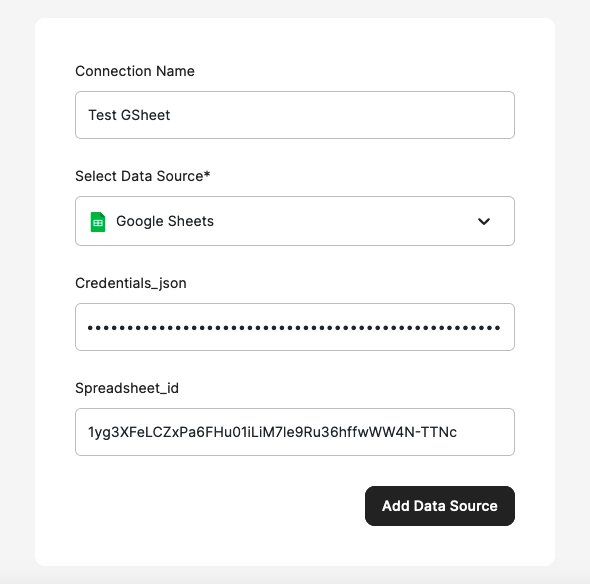 Connection Name
Test GSheet
Select Data Source*
Google Sheets
Credentials_json
••••••••••••••••••••••••••••••••••••••••••••••••••••
Spreadsheet_id
1yg3XFeLCZxPa6FHu01iLiM7le9Ru36hffwWW4N-TTNc
Add Data Source